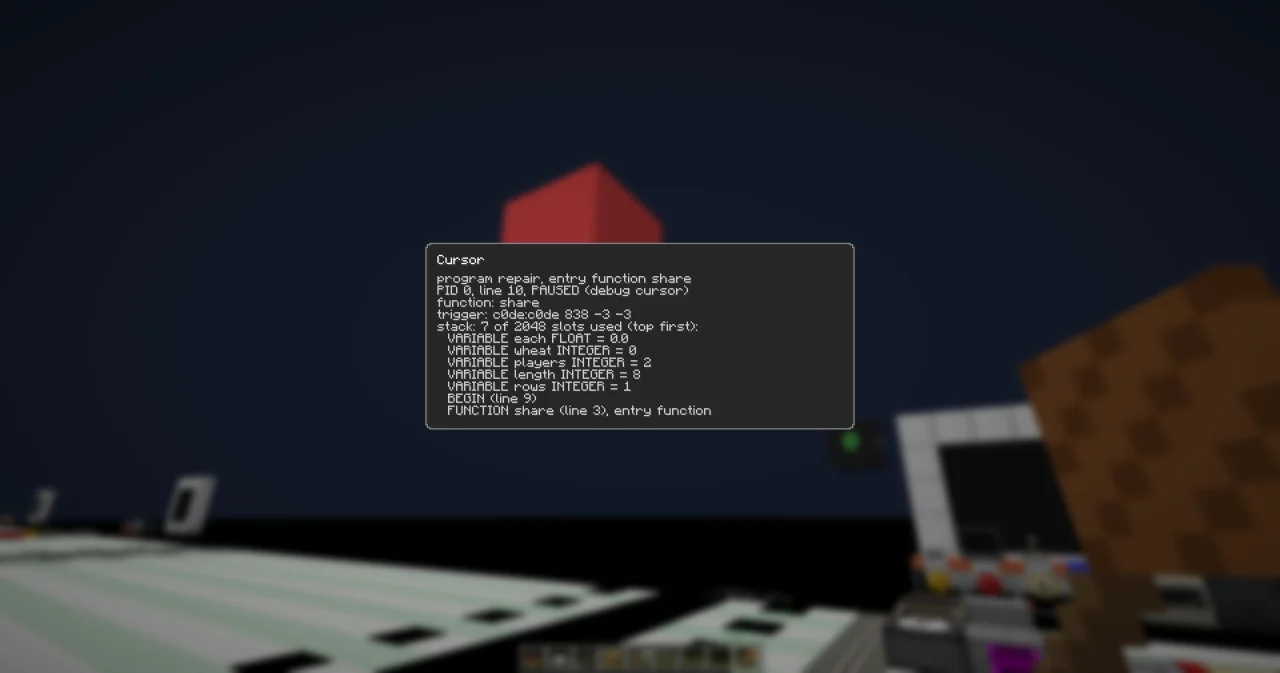 Cursor
program repair, entry function share
PID 0, line 10, PAUSED (debug cursor)
function: share
trigger: c0de:c0de 838 -3 -3
stack: 7 of 2048 slots used (top first):
VARIABLE each FLOAT = 0.0
VARIABLE wheat INTEGER = 0
VARIABLE players INTEGER = 2
VARIABLE length INTEGER = 8
VARIABLE rows INTEGER = 1
BEGIN (line 9)
FUNCTION share (line 3), entry function